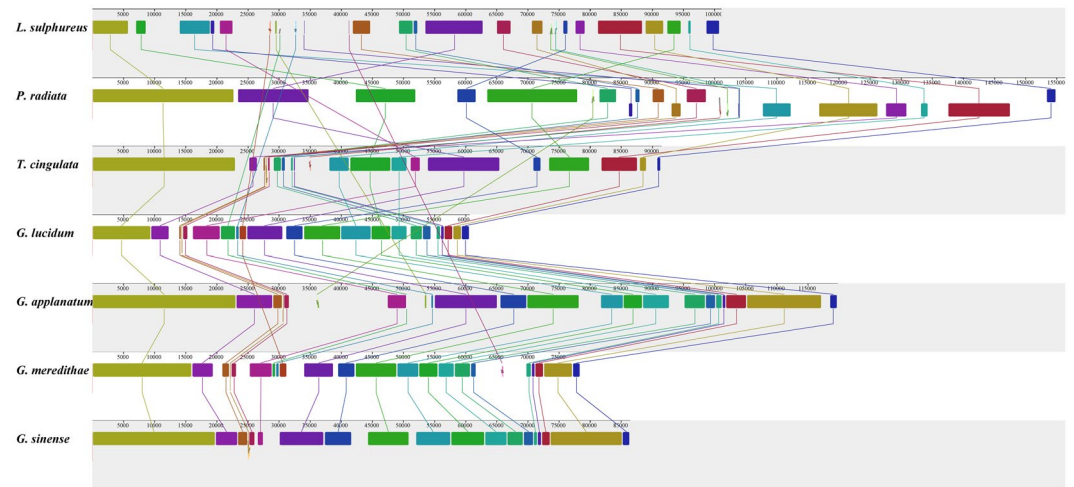 L. sulphureus
5000 10000 15000 20000 25000 30000 35000 40000 45000 50000 55000 60000 65000 70000 75000 80000 85000 90000 95000 100000
P. radiata
5000 10000 15000 20000 25000 30000 35000 40000 45000 50000 55000 60000 65000 70000 75000 80000 85000 90000 95000 100000 105000 110000 115000 120000 125000 130000 135000 140000 145000 150000 155000
T. cingulata
5000 10000 15000 20000 25000 30000 35000 40000 45000 50000 55000 60000 65000 70000 75000 80000 85000 90000
G. lucidum
5000 10000 15000 20000 25000 30000 35000 40000 45000 50000 55000 6000
G. applanatum
5000 10000 15000 20000 25000 30000 35000 40000 45000 50000 55000 60000 65000 70000 75000 80000 85000 90000 95000 100000 105000 110000 115000
G. meredithae
5000 10000 15000 20000 25000 30000 35000 40000 45000 50000 55000 60000 65000 70000 75000
G. sinense
5000 10000 15000 20000 25000 30000 35000 40000 45000 50000 55000 60000 65000 70000 75000 80000 85000